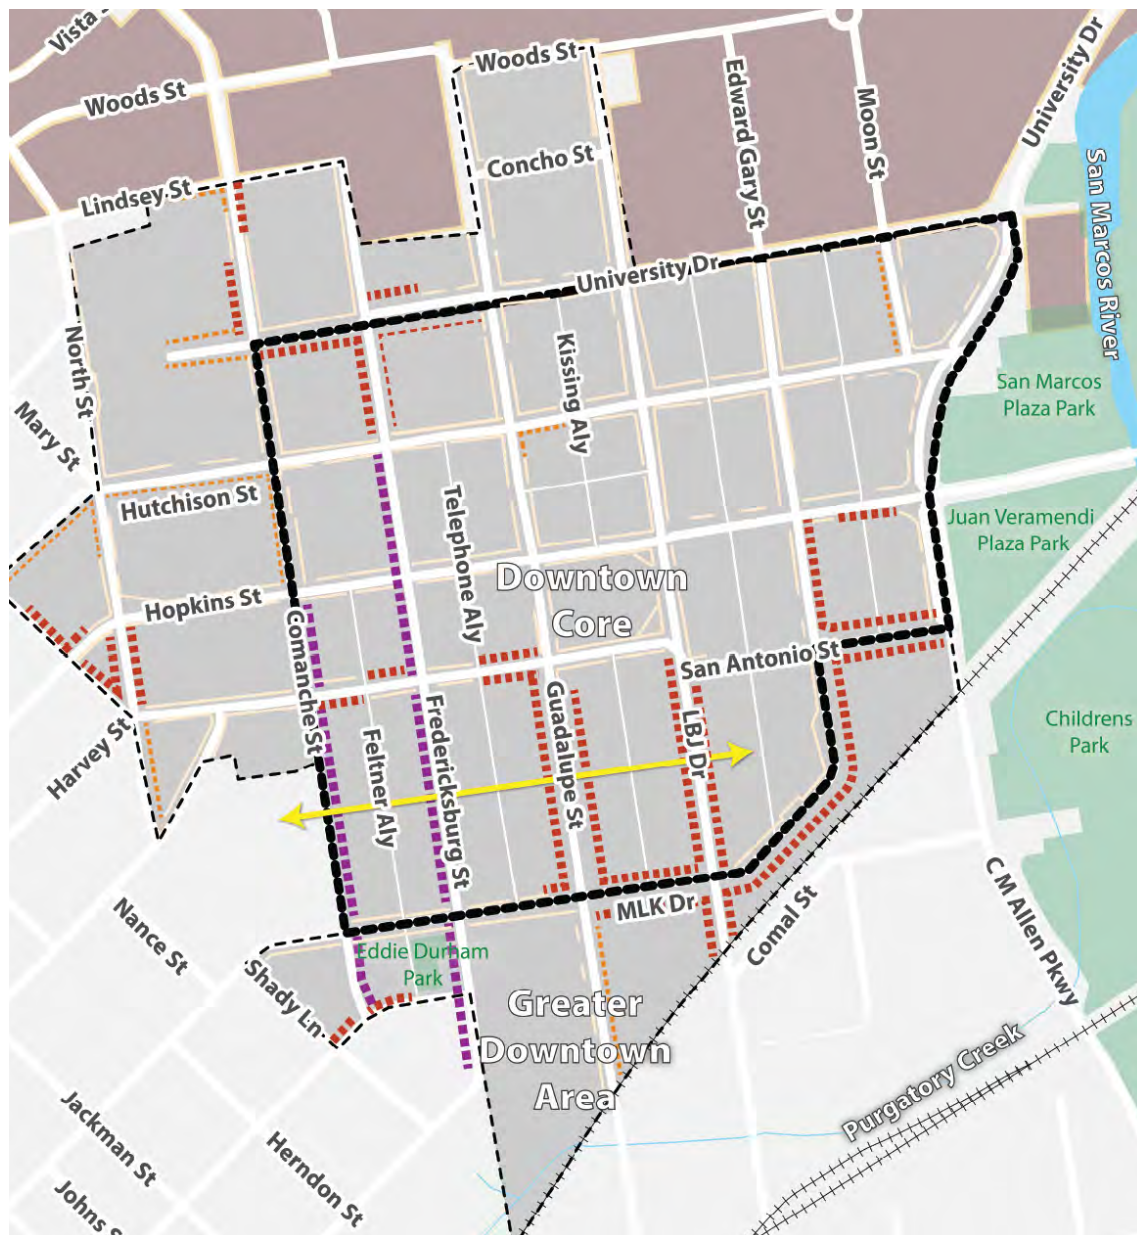 Vista
Woods St
Woods St
University Dr
Edward Gary St
Moon St
Concho St
Lindsey St
San Marcos River
University Dr
North St
Kissing Aly
San Marcos
Plaza Park
Mary St
Hutchison St
Telephone Aly
Juan Veramendi
Plaza Park
Downtown
Core
Hopkins St
Comanche St
San Antonio St
Fredericksburg St
Guadalupe St
LBJ Dr
Childrens
Park
Harvey St
Feltner Aly
MLK Dr
C M Allen Pkwy
Comal St
Nance St
Eddie Durham
Park
Shady Ln
Greater
Downtown
Area
Purgatory Creek
Jackman St
Herndon St
Johns S